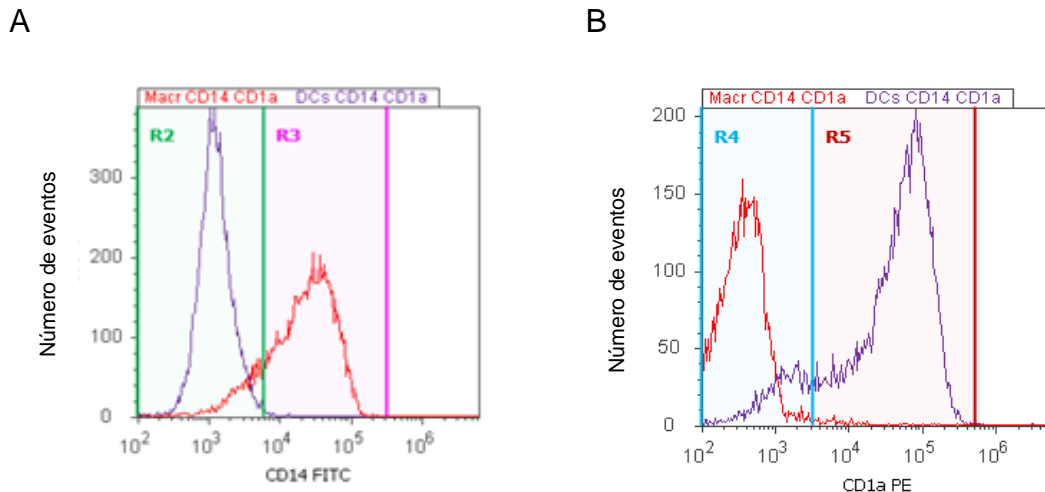 A
Macr CD14 CD1a DCs CD14 CD1a
R2 R3
Número de eventos
300
200
100
0
10^2 10^3 10^4 10^5 10^6
CD14 FITC
B
Macr CD14 CD1a DCs CD14 CD1a
R4 R5
Número de eventos
200
150
100
50
0
10^2 10^3 10^4 10^5 10^6
CD1a PE